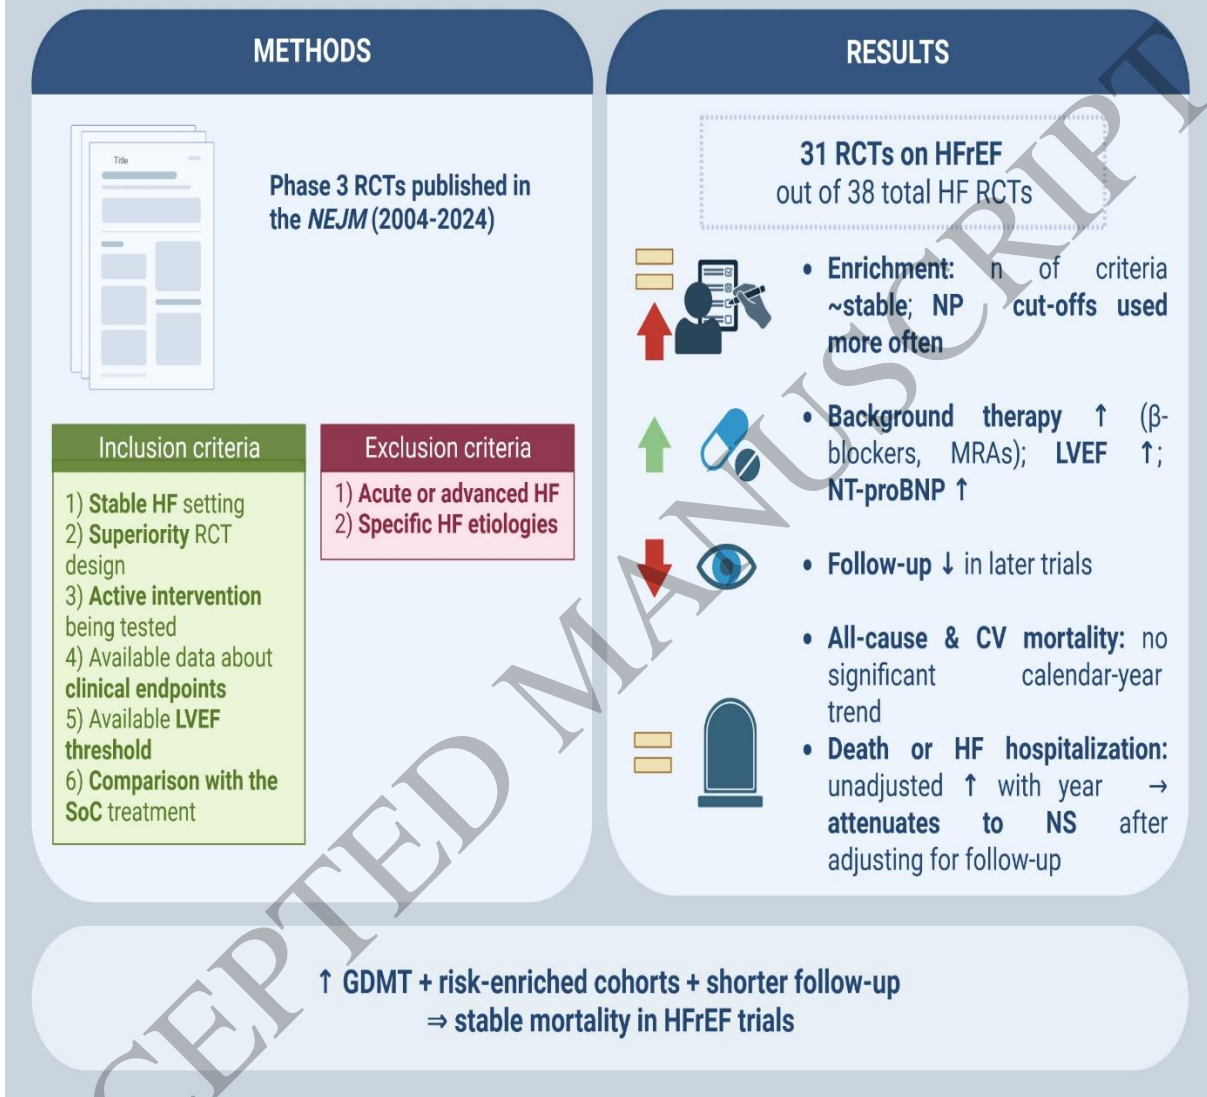 METHODS
Title
Phase 3 RCTs published in
the NEJM (2004-2024)
Inclusion criteria
1) Stable HF setting
2) Superiority RCT
design
3) Active intervention
being tested
4) Available data about
clinical endpoints
5) Available LVEF
threshold
6) Comparison with the
SoC treatment
Exclusion criteria
1) Acute or advanced HF
2) Specific HF etiologies
RESULTS
31 RCTs on HFrEF
out of 38 total HF RCTs
• Enrichment: n of criteria
~stable; NP cut-offs used
more often
• Background therapy ↑ (β-
blockers, MRAs); LVEF ↑;
NT-proBNP ↑
• Follow-up ↓ in later trials
• All-cause & CV mortality: no
significant calendar-year
trend
• Death or HF hospitalization:
unadjusted ↑ with year →
attenuates to NS after
adjusting for follow-up
↑ GDMT + risk-enriched cohorts + shorter follow-up
⇒ stable mortality in HFrEF trials
CEPTED MANUSCRIPT